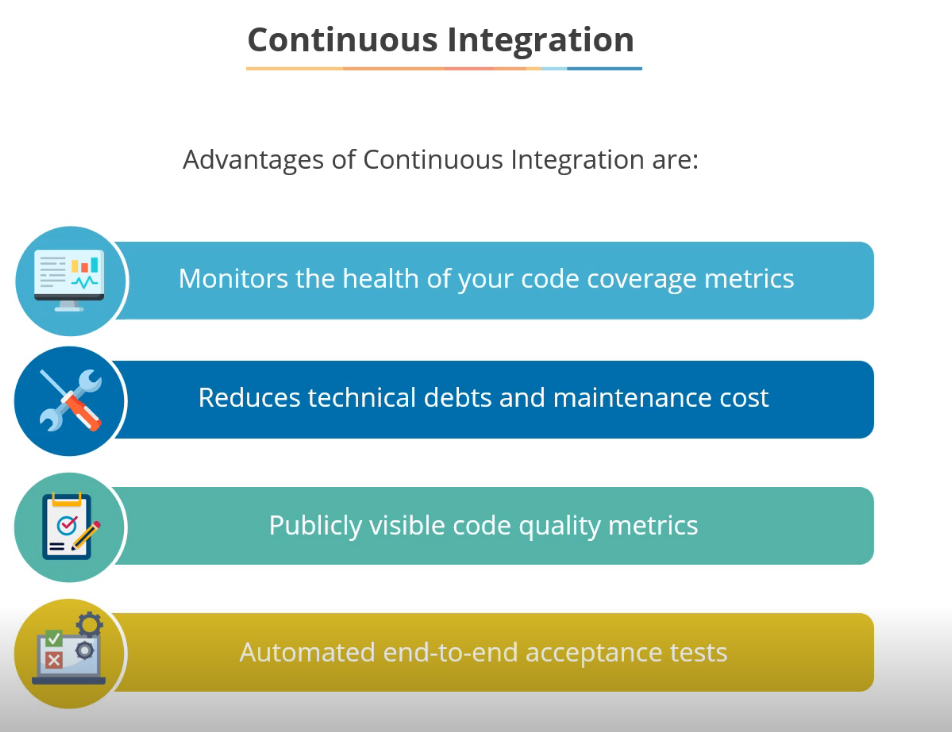 Continuous Integration
Advantages of Continuous Integration are:
Monitors the health of your code coverage metrics
Reduces technical debts and maintenance cost
Publicly visible code quality metrics
Automated end-to-end acceptance tests